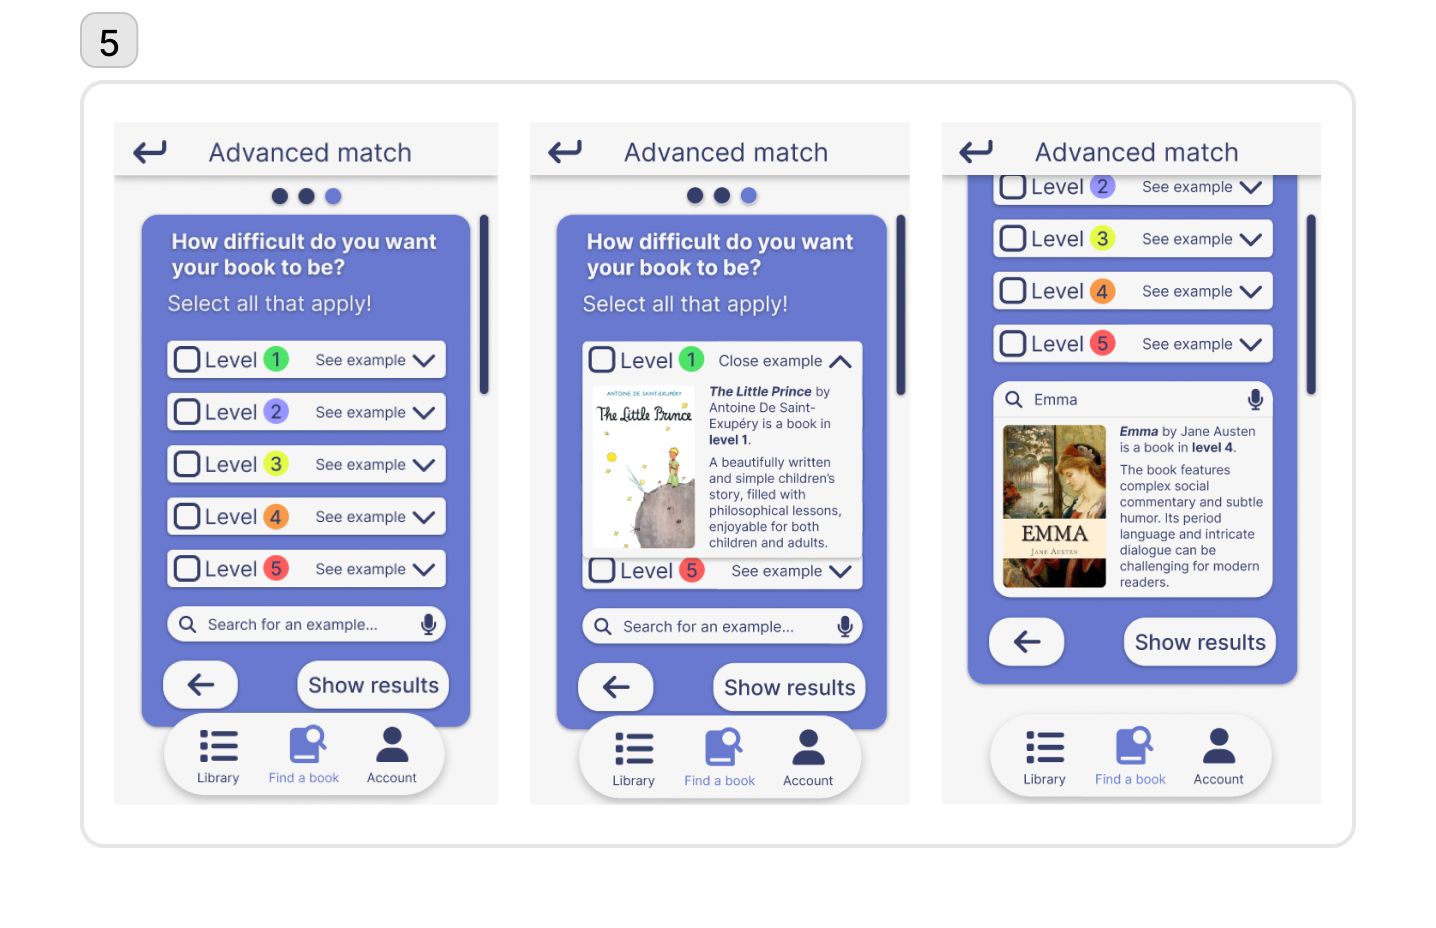 5
Advanced match
How difficult do you want
your book to be?
Select all that apply!
Level 1 See example
Level 2 See example
Level 3 See example
Level 4 See example
Level 5 See example
Search for an example...
Show results
Library Find a book Account
Advanced match
How difficult do you want
your book to be?
Select all that apply!
Level 1 Close example
ANTOINE DE SAINT-EXUPÉRY
The Little Prince
The Little Prince by
Antoine De Saint-
Exupéry is a book in
level 1.
A beautifully written
and simple children's
story, filled with
philosophical lessons,
enjoyable for both
children and adults.
Level 5 See example
Search for an example...
Show results
Library Find a book Account
Advanced match
Level 2 See example
Level 3 See example
Level 4 See example
Level 5 See example
Emma
EMMA
JANE AUSTEN
Emma by Jane Austen
is a book in level 4.
The book features
complex social
commentary and subtle
humor. Its period
language and intricate
dialogue can be
challenging for modern
readers.
Show results
Library Find a book Account